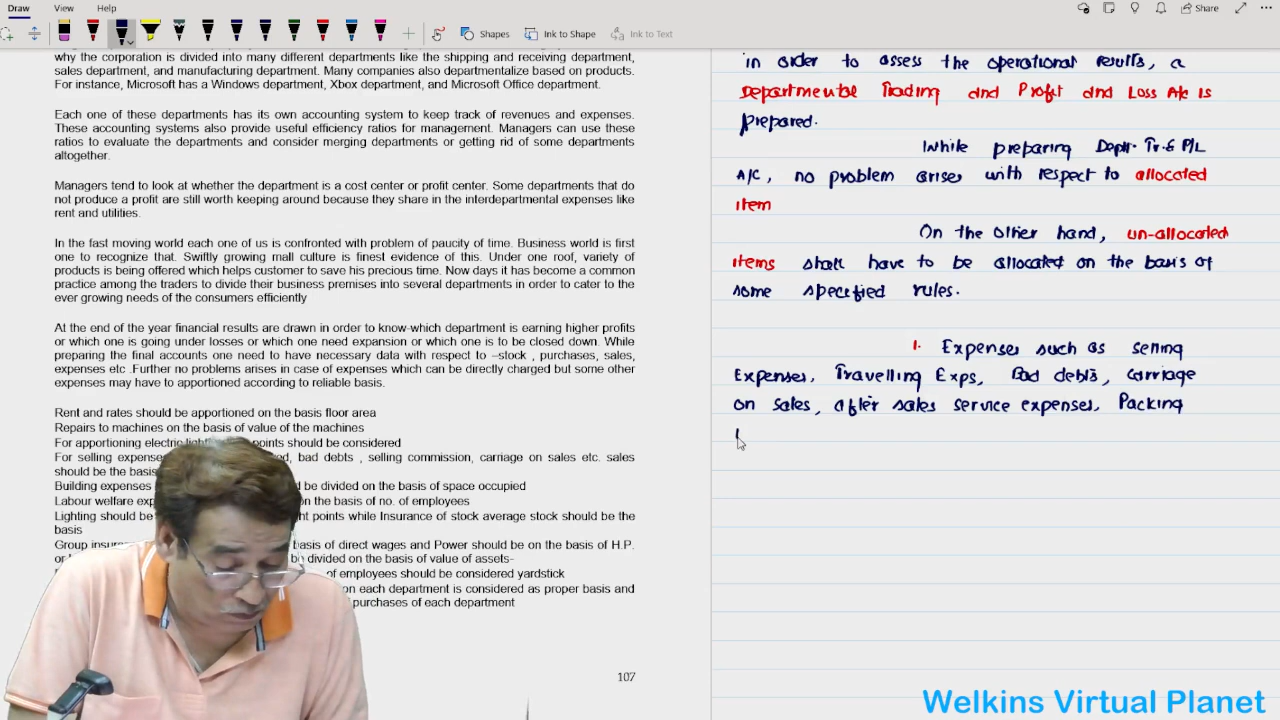 Draw View Help Share
Shapes Ink to Shape Ink to Text
why the corporation is divided into many different departments like the shipping and receiving department,
sales department, and manufacturing department. Many companies also departmentalize based on products.
For instance, Microsoft has a Windows department, Xbox department, and Microsoft Office department.
Each one of these departments has its own accounting system to keep track of revenues and expenses.
These accounting systems also provide useful efficiency ratios for management. Managers can use these
ratios to evaluate the departments and consider merging departments or getting rid of some departments
altogether.
Managers tend to look at whether the department is a cost center or profit center. Some departments that do
not produce a profit are still worth keeping around because they share in the interdepartmental expenses like
rent and utilities.
In the fast moving world each one of us is confronted with problem of paucity of time. Business world is first
one to recognize that. Swiftly growing mall culture is finest evidence of this. Under one roof, variety of
products is being offered which helps customer to save his precious time. Now days it has become a common
practice among the traders to divide their business premises into several departments in order to cater to the
ever growing needs of the consumers efficiently
At the end of the year financial results are drawn in order to know-which department is earning higher profits
or which one is going under losses or which one need expansion or which one is to be closed down. While
preparing the final accounts one need to have necessary data with respect to –stock , purchases, sales,
expenses etc .Further no problems arises in case of expenses which can be directly charged but some other
expenses may have to apportioned according to reliable basis.
Rent and rates should be apportioned on the basis floor area
Repairs to machines on the basis of value of the machines
For apportioning electric points should be considered
For selling expens bad debts , selling commission, carriage on sales etc. sales
should be the basis
Building expenses be divided on the basis of space occupied
Labour welfare on the basis of no. of employees
Lighting should be points while Insurance of stock average stock should be the
basis
Group basis of direct wages and Power should be on the basis of H.P.
or be divided on the basis of value of assets-
of employees should be considered yardstick
on each department is considered as proper basis and
purchases of each department
107
in order to assess the operational results, a
Departmental Trading and Profit and Loss A/c is
prepared.
While preparing Deptt. Tr. & P/L
A/C, no problem arises with respect to allocated
item
On the other hand, un-allocated
items shall have to be allocated on the basis of
some specified rules.
1. Expenses such as selling
Expenses, Travelling Exps, Bad debts, Carriage
on sales, after sales service expenses, Packing
Welkins Virtual Planet